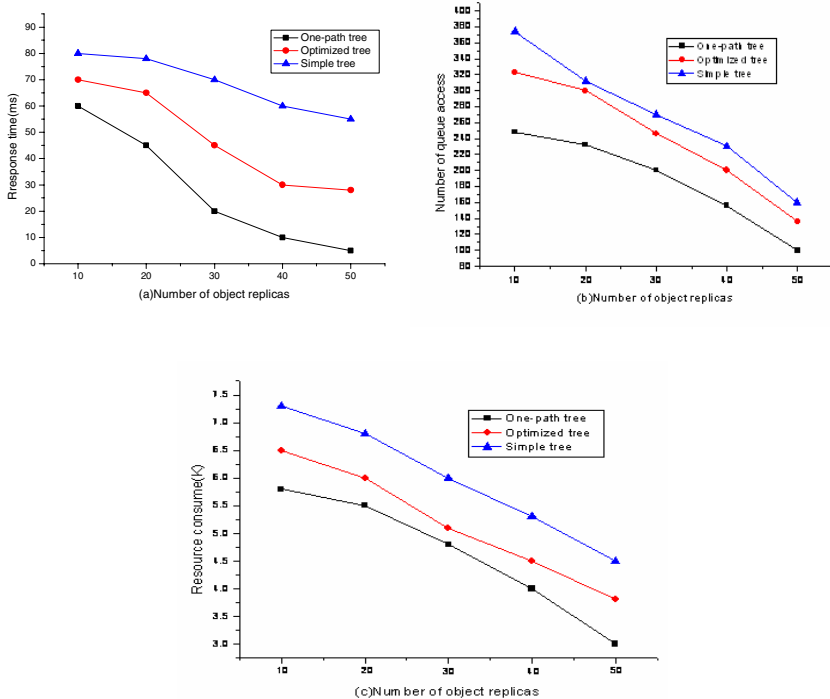 90
80
70
60
50
40
30
20
10
0
Rresponse time(ms)
One-path tree
Optimized tree
Simple tree
10 20 30 40 50
(a)Number of object replicas
400
380
360
340
320
300
280
260
240
220
200
180
160
140
120
100
80
Number of queue access
One-path tree
Optimized tree
Simple tree
10 20 30 40 50
(b)Number of object replicas
7.5
7.0
6.5
6.0
5.5
5.0
4.5
4.0
3.5
3.0
Resource consume(K)
One-path tree
Optimized tree
Simple tree
10 20 30 40 50
(c)Number of object replicas